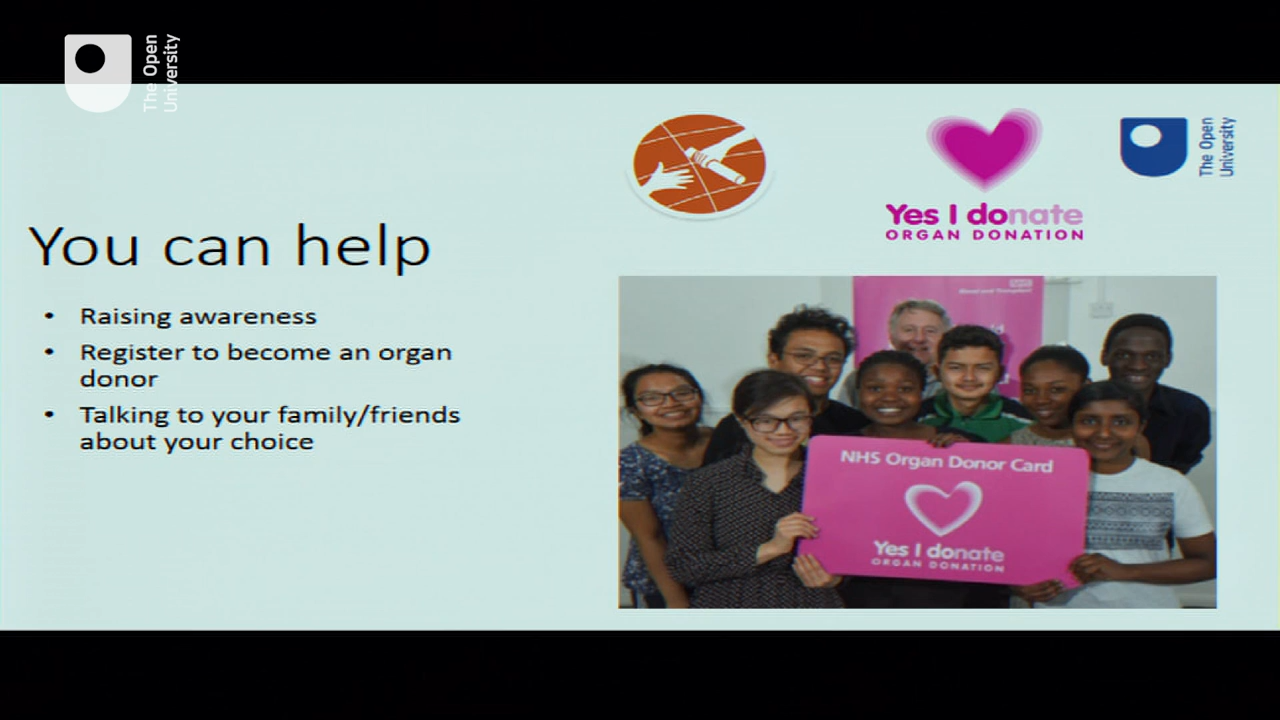 The Open
University
Yes I donate
ORGAN DONATION
The Open
University
You can help
• Raising awareness
• Register to become an organ
donor
• Talking to your family/friends
about your choice
NHS Organ Donor Card
Yes I donate
ORGAN DONATION